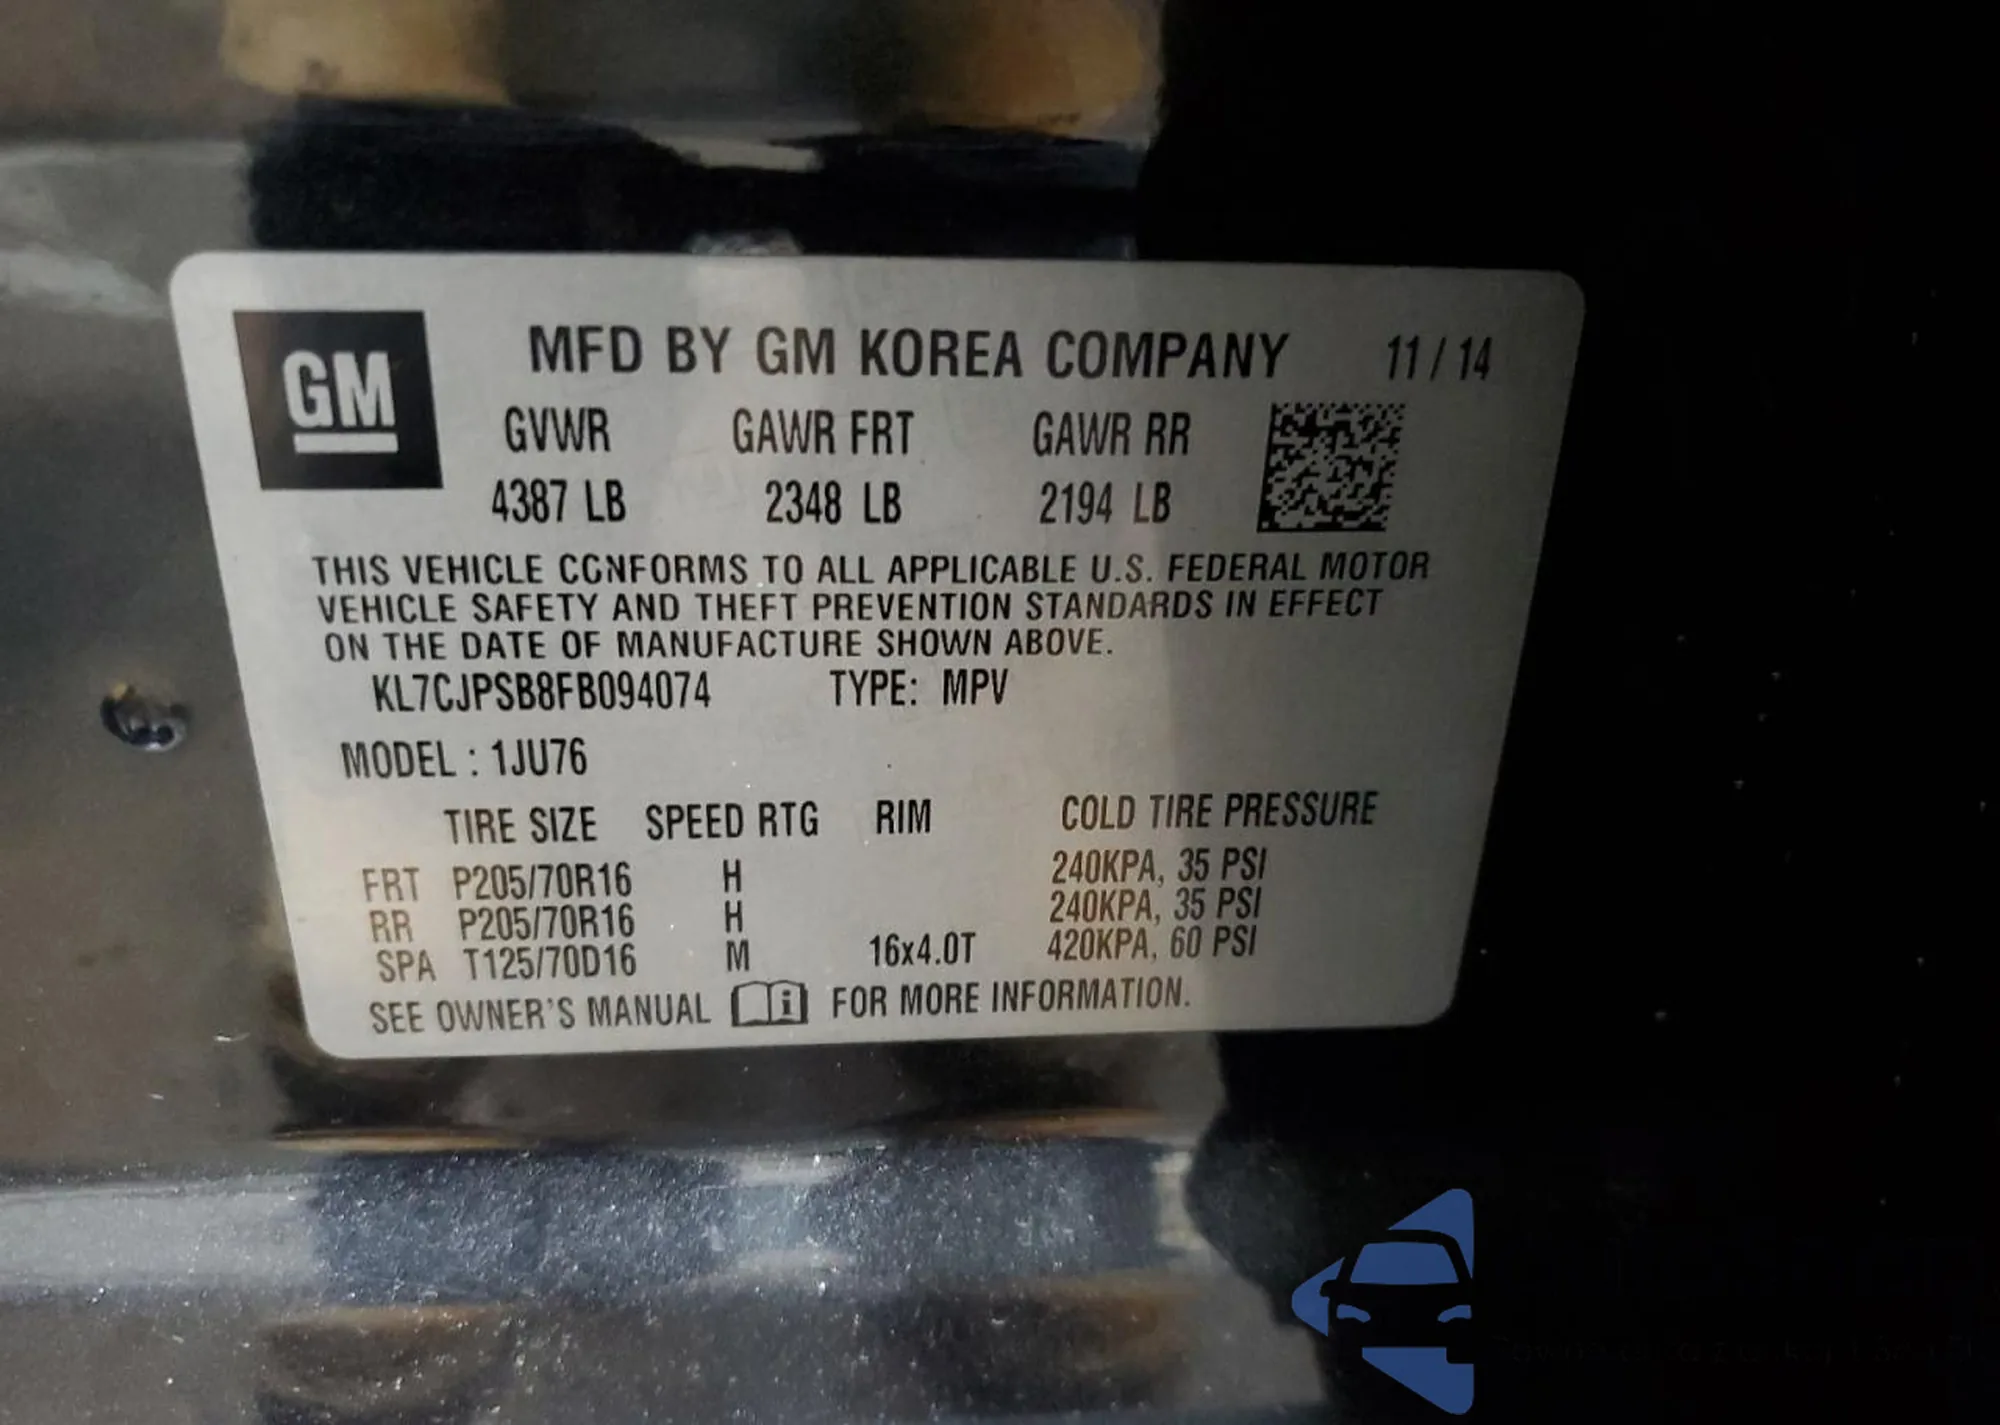 GM
MFD BY GM KOREA COMPANY 11 / 14
GVWR GAWR FRT GAWR RR
4387 LB 2348 LB 2194 LB
THIS VEHICLE CONFORMS TO ALL APPLICABLE U.S. FEDERAL MOTOR
VEHICLE SAFETY AND THEFT PREVENTION STANDARDS IN EFFECT
ON THE DATE OF MANUFACTURE SHOWN ABOVE.
KL7CJPSB8FB094074 TYPE: MPV
MODEL : 1JU76
TIRE SIZE SPEED RTG RIM COLD TIRE PRESSURE
FRT P205/70R16 H 240KPA, 35 PSI
RR P205/70R16 H 240KPA, 35 PSI
SPA T125/70D16 M 16x4.0T 420KPA, 60 PSI
SEE OWNER'S MANUAL i FOR MORE INFORMATION.